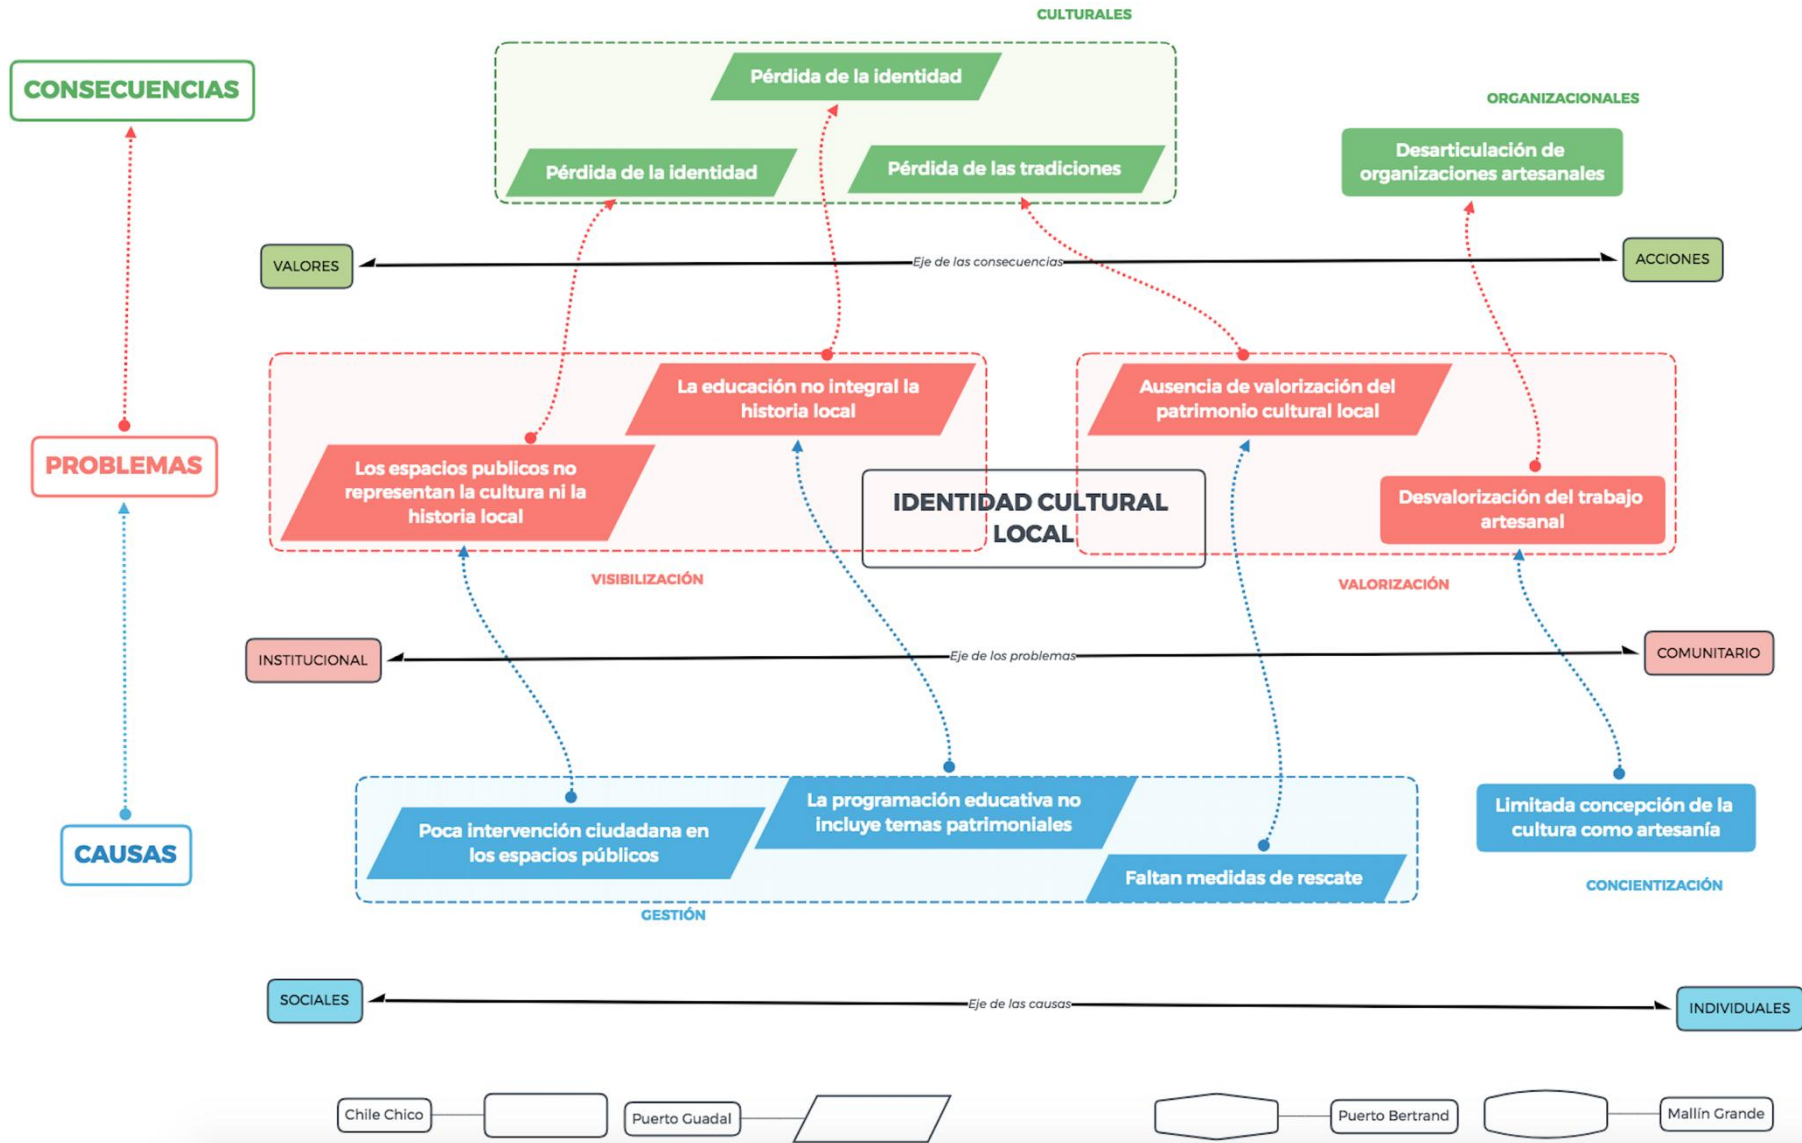 CULTURALES
CONSECUENCIAS
Pérdida de la identidad
ORGANIZACIONALES
Pérdida de la identidad
Pérdida de las tradiciones
Desarticulación de
organizaciones artesanales
VALORES
Eje de las consecuencias
ACCIONES
PROBLEMAS
La educación no integral la
historia local
Ausencia de valorización del
patrimonio cultural local
Los espacios publicos no
representan la cultura ni la
historia local
IDENTIDAD CULTURAL
LOCAL
Desvalorización del trabajo
artesanal
VISIBILIZACIÓN
VALORIZACIÓN
INSTITUCIONAL
Eje de los problemas
COMUNITARIO
CAUSAS
Poca intervención ciudadana en
los espacios públicos
La programación educativa no
incluye temas patrimoniales
Faltan medidas de rescate
Limitada concepción de la
cultura como artesanía
GESTIÓN
CONCIENTIZACIÓN
SOCIALES
Eje de las causas
INDIVIDUALES
Chile Chico
Puerto Guadal
Puerto Bertrand
Mallín Grande